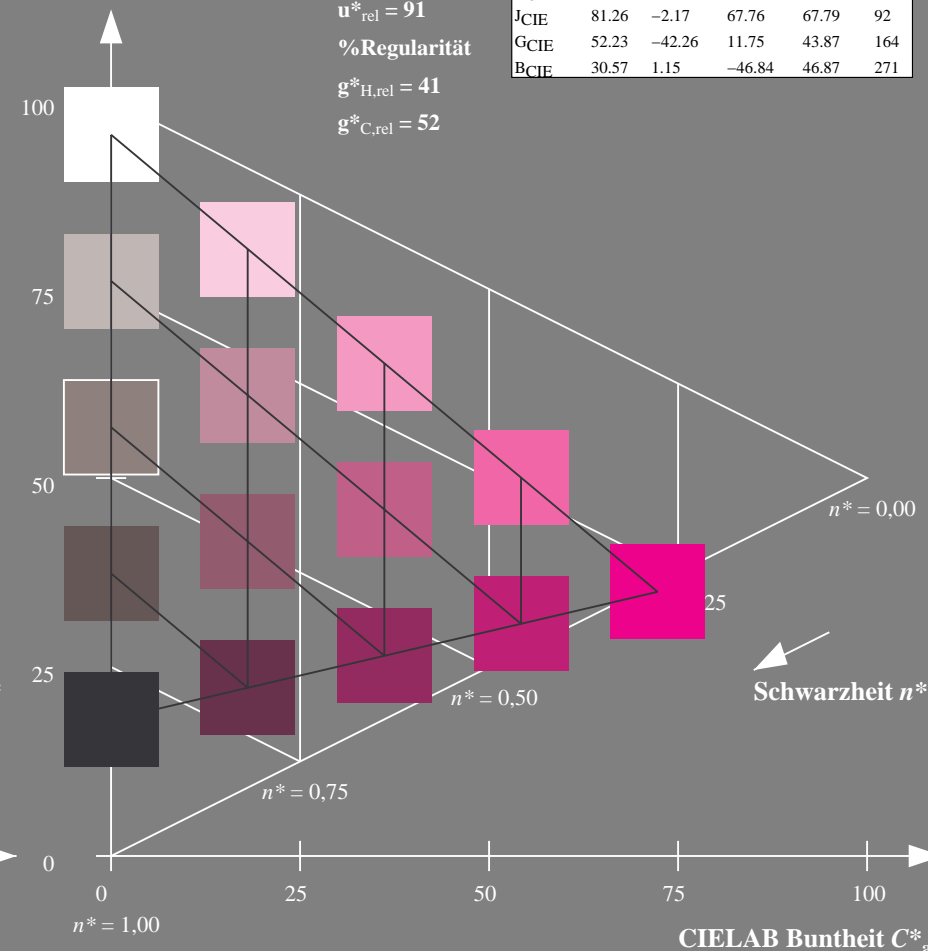 u*rel = 91
%Regularität
g*H,rel = 41
g*C,rel = 52
JCIE 81.26 −2.17 67.76 67.79 92
GCIE 52.23 −42.26 11.75 43.87 164
BCIE 30.57 1.15 −46.84 46.87 271
100
75
50
n* = 0,00
25
25
Schwarzheit n*
n* = 0,50
n* = 0,75
0
0 25 50 75 100
n* = 1,00
CIELAB Buntheit C*